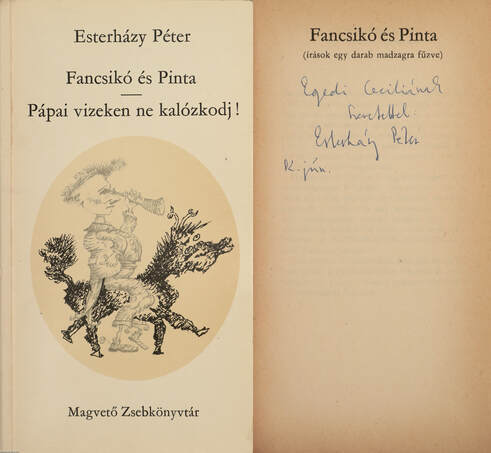 Esterházy Péter
Fancsikó és Pinta
Pápai vizeken ne kalózkodj!
Magvető Zsebkönyvtár
Fancsikó és Pinta
(írások egy darab madzagra fűzve)
Egedi Cecíliának
szeretettel
Esterházy Péter